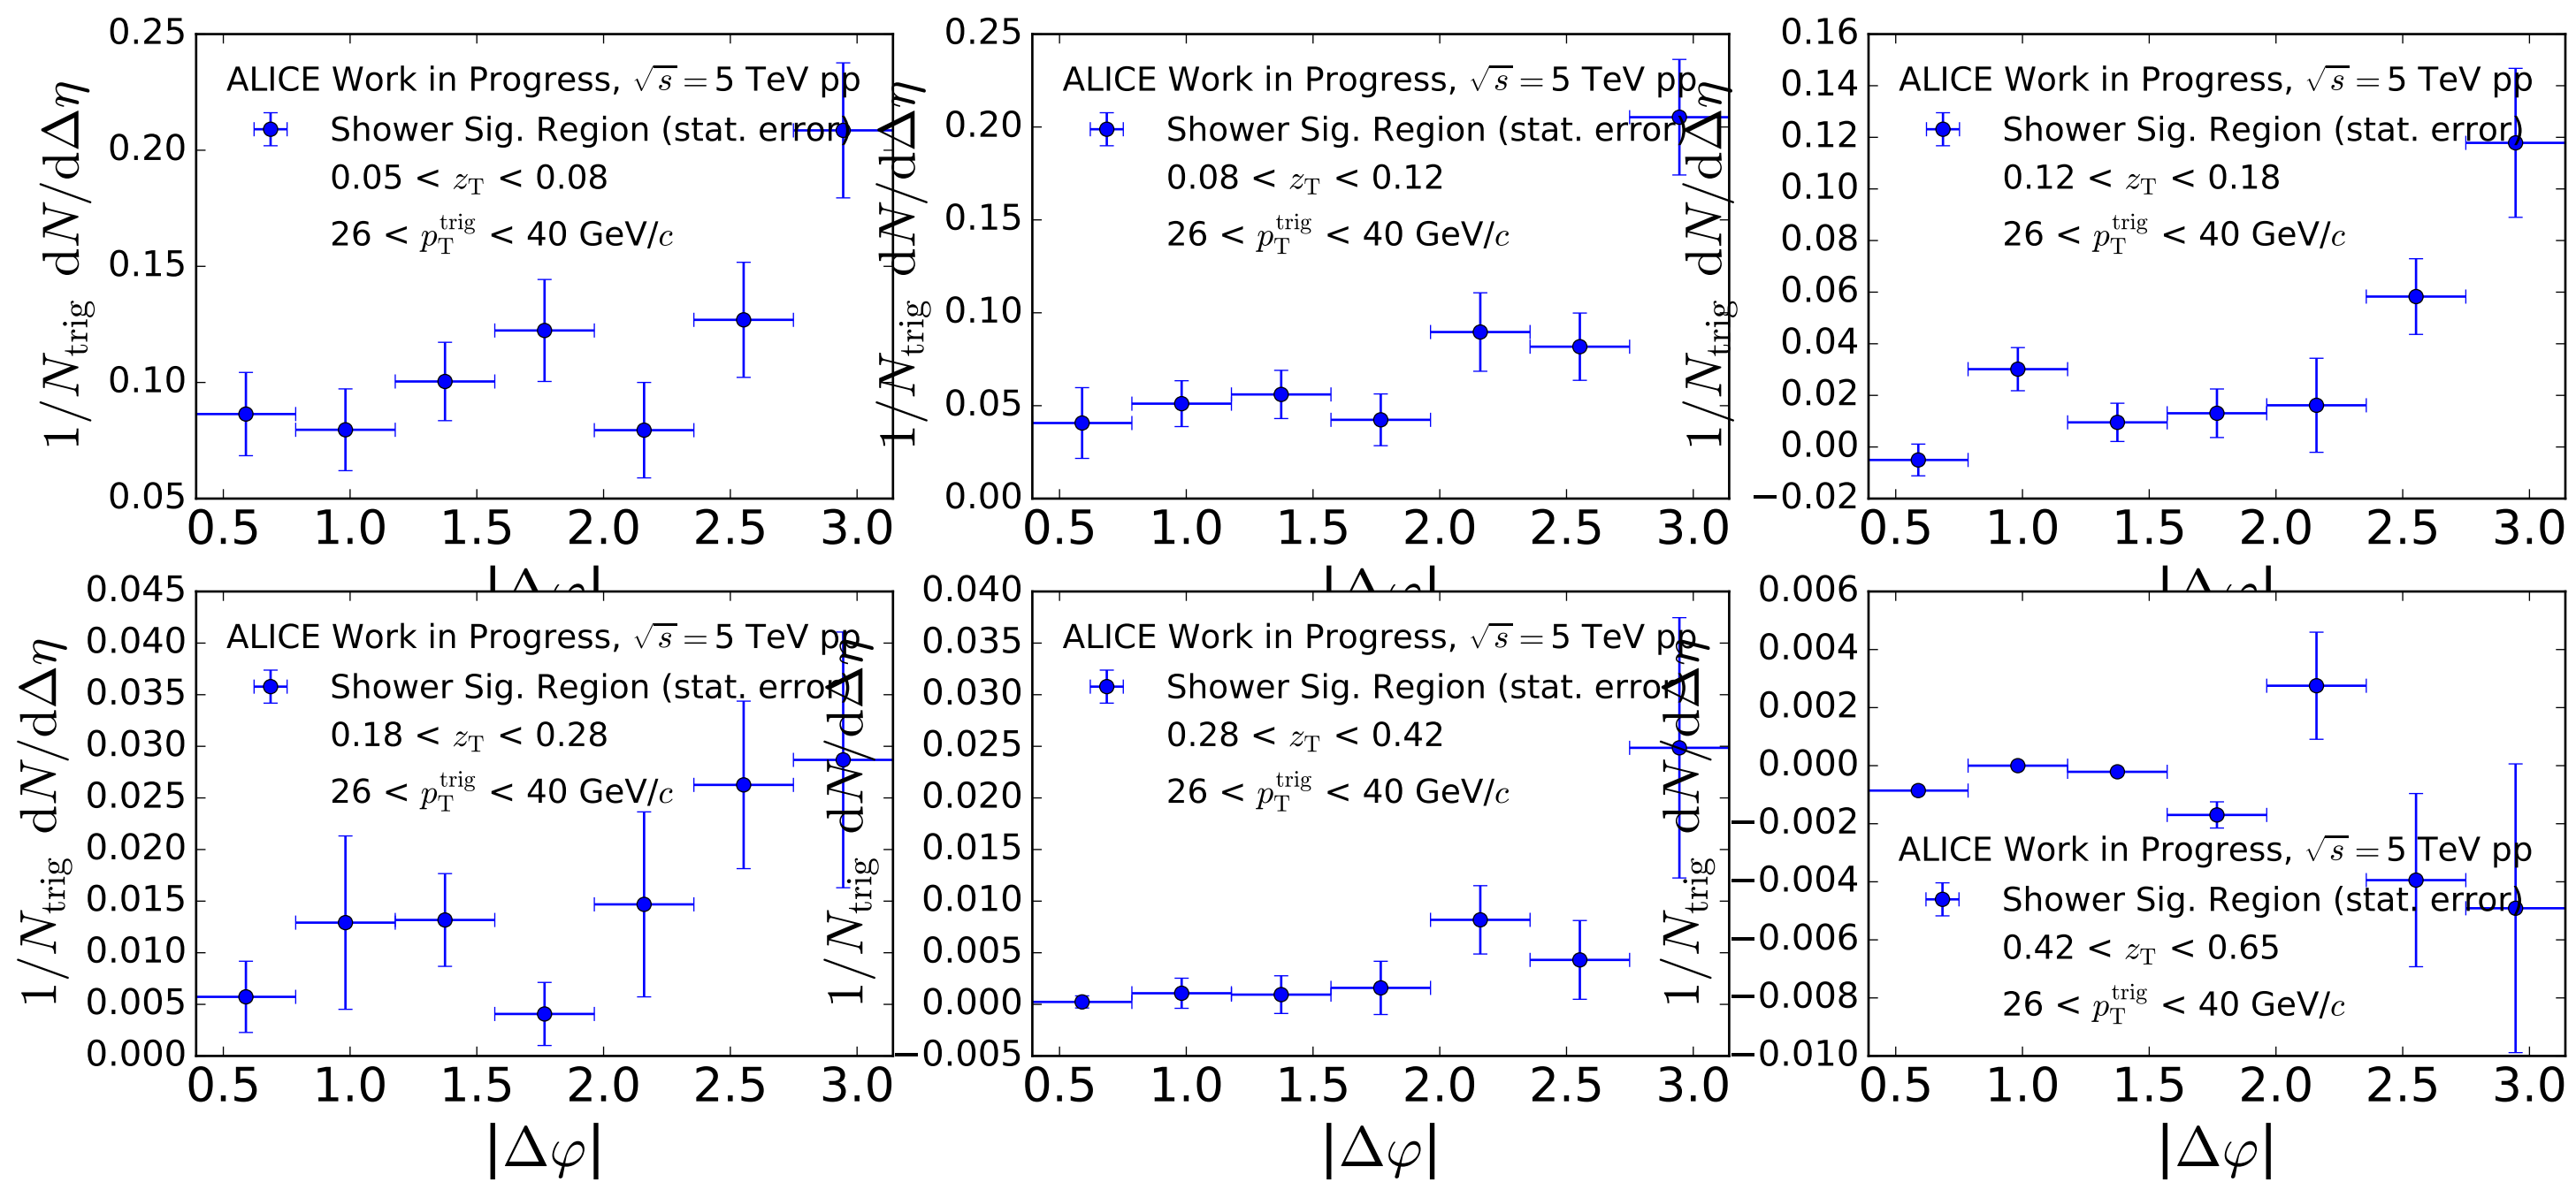 0.25
0.20
0.15
0.10
0.05
1/N_trig dN/dΔη
ALICE Work in Progress, √s = 5 TeV pp
Shower Sig. Region (stat. error)
0.05 < z_T < 0.08
26 < p_T^trig < 40 GeV/c
0.5 1.0 1.5 2.0 2.5 3.0
|Δφ|
0.25
0.20
0.15
0.10
0.05
0.00
1/N_trig dN/dΔη
ALICE Work in Progress, √s = 5 TeV pp
Shower Sig. Region (stat. error)
0.08 < z_T < 0.12
26 < p_T^trig < 40 GeV/c
0.5 1.0 1.5 2.0 2.5 3.0
|Δφ|
0.16
0.14
0.12
0.10
0.08
0.06
0.04
0.02
0.00
−0.02
1/N_trig dN/dΔη
ALICE Work in Progress, √s = 5 TeV pp
Shower Sig. Region (stat. error)
0.12 < z_T < 0.18
26 < p_T^trig < 40 GeV/c
0.5 1.0 1.5 2.0 2.5 3.0
|Δφ|
0.045
0.040
0.035
0.030
0.025
0.020
0.015
0.010
0.005
0.000
1/N_trig dN/dΔη
ALICE Work in Progress, √s = 5 TeV pp
Shower Sig. Region (stat. error)
0.18 < z_T < 0.28
26 < p_T^trig < 40 GeV/c
0.5 1.0 1.5 2.0 2.5 3.0
|Δφ|
0.040
0.035
0.030
0.025
0.020
0.015
0.010
0.005
0.000
−0.005
1/N_trig dN/dΔη
ALICE Work in Progress, √s = 5 TeV pp
Shower Sig. Region (stat. error)
0.28 < z_T < 0.42
26 < p_T^trig < 40 GeV/c
0.5 1.0 1.5 2.0 2.5 3.0
|Δφ|
0.006
0.004
0.002
0.000
−0.002
−0.004
−0.006
−0.008
−0.010
1/N_trig dN/dΔη
ALICE Work in Progress, √s = 5 TeV pp
Shower Sig. Region (stat. error)
0.42 < z_T < 0.65
26 < p_T^trig < 40 GeV/c
0.5 1.0 1.5 2.0 2.5 3.0
|Δφ|